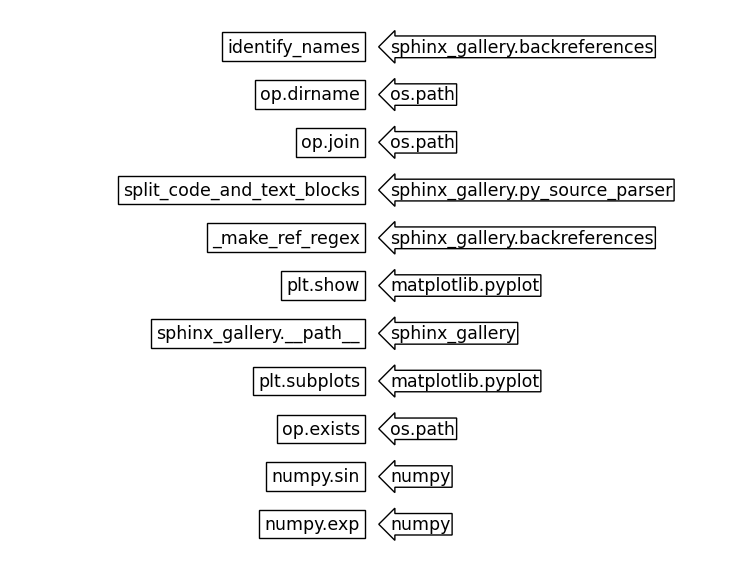 identify_names sphinx_gallery.backreferences
op.dirname os.path
op.join os.path
split_code_and_text_blocks sphinx_gallery.py_source_parser
_make_ref_regex sphinx_gallery.backreferences
plt.show matplotlib.pyplot
sphinx_gallery.__path__ sphinx_gallery
plt.subplots matplotlib.pyplot
op.exists os.path
numpy.sin numpy
numpy.exp numpy